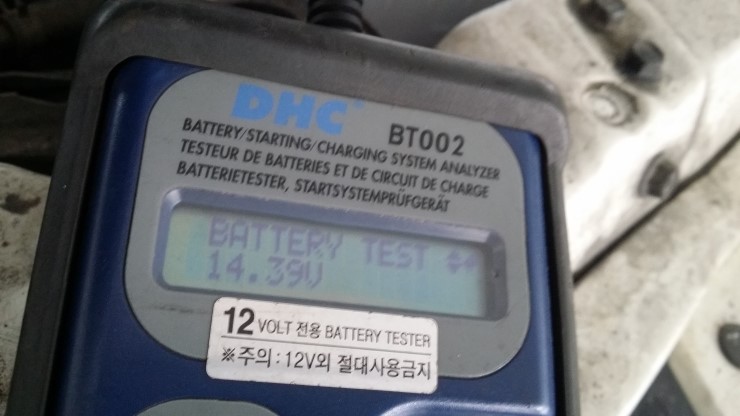 DHC
BT002
BATTERY/STARTING/CHARGING SYSTEM ANALYZER
TESTEUR DE BATTERIES ET DE CIRCUIT DE CHARGE
BATTERIETESTER, STARTSYSTEMPRÜFGERÄT
BATTERY TEST
14.39V
12 VOLT 전용 BATTERY TESTER
※주의 : 12V외 절대사용금지